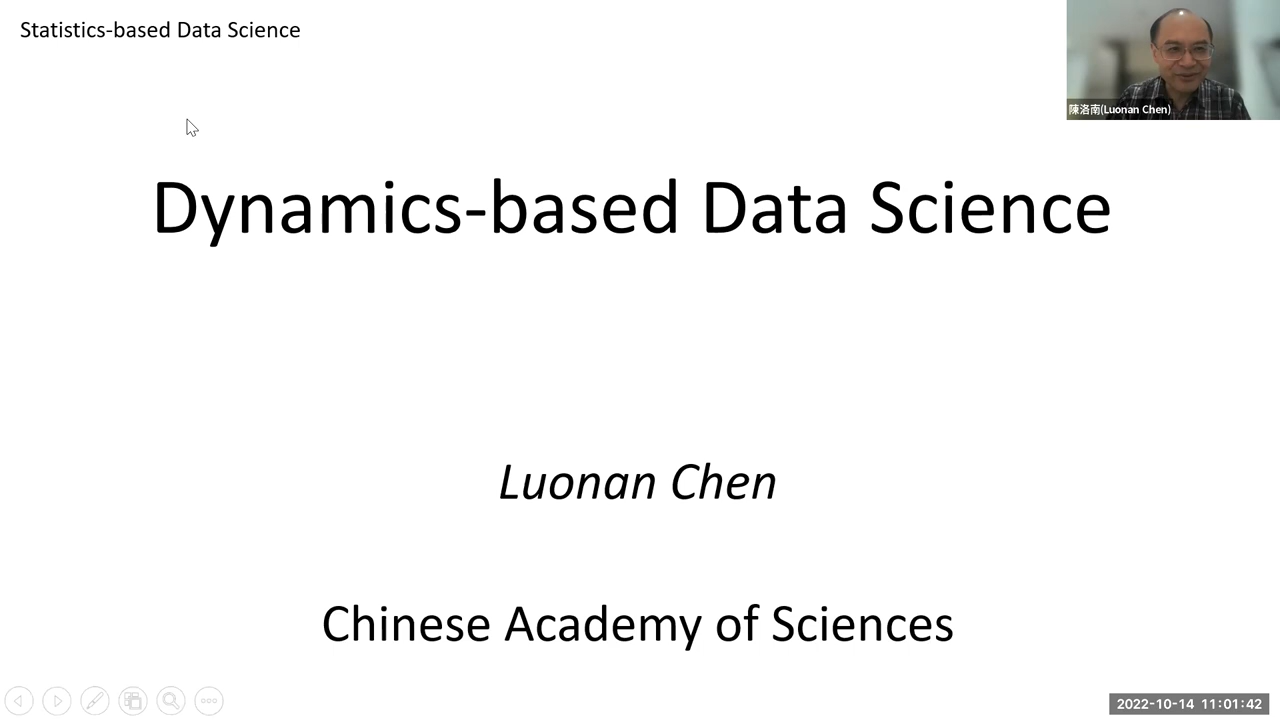 Statistics-based Data Science
陳洛南(Luonan Chen)
Dynamics-based Data Science
Luonan Chen
Chinese Academy of Sciences
2022-10-14 11:01:42